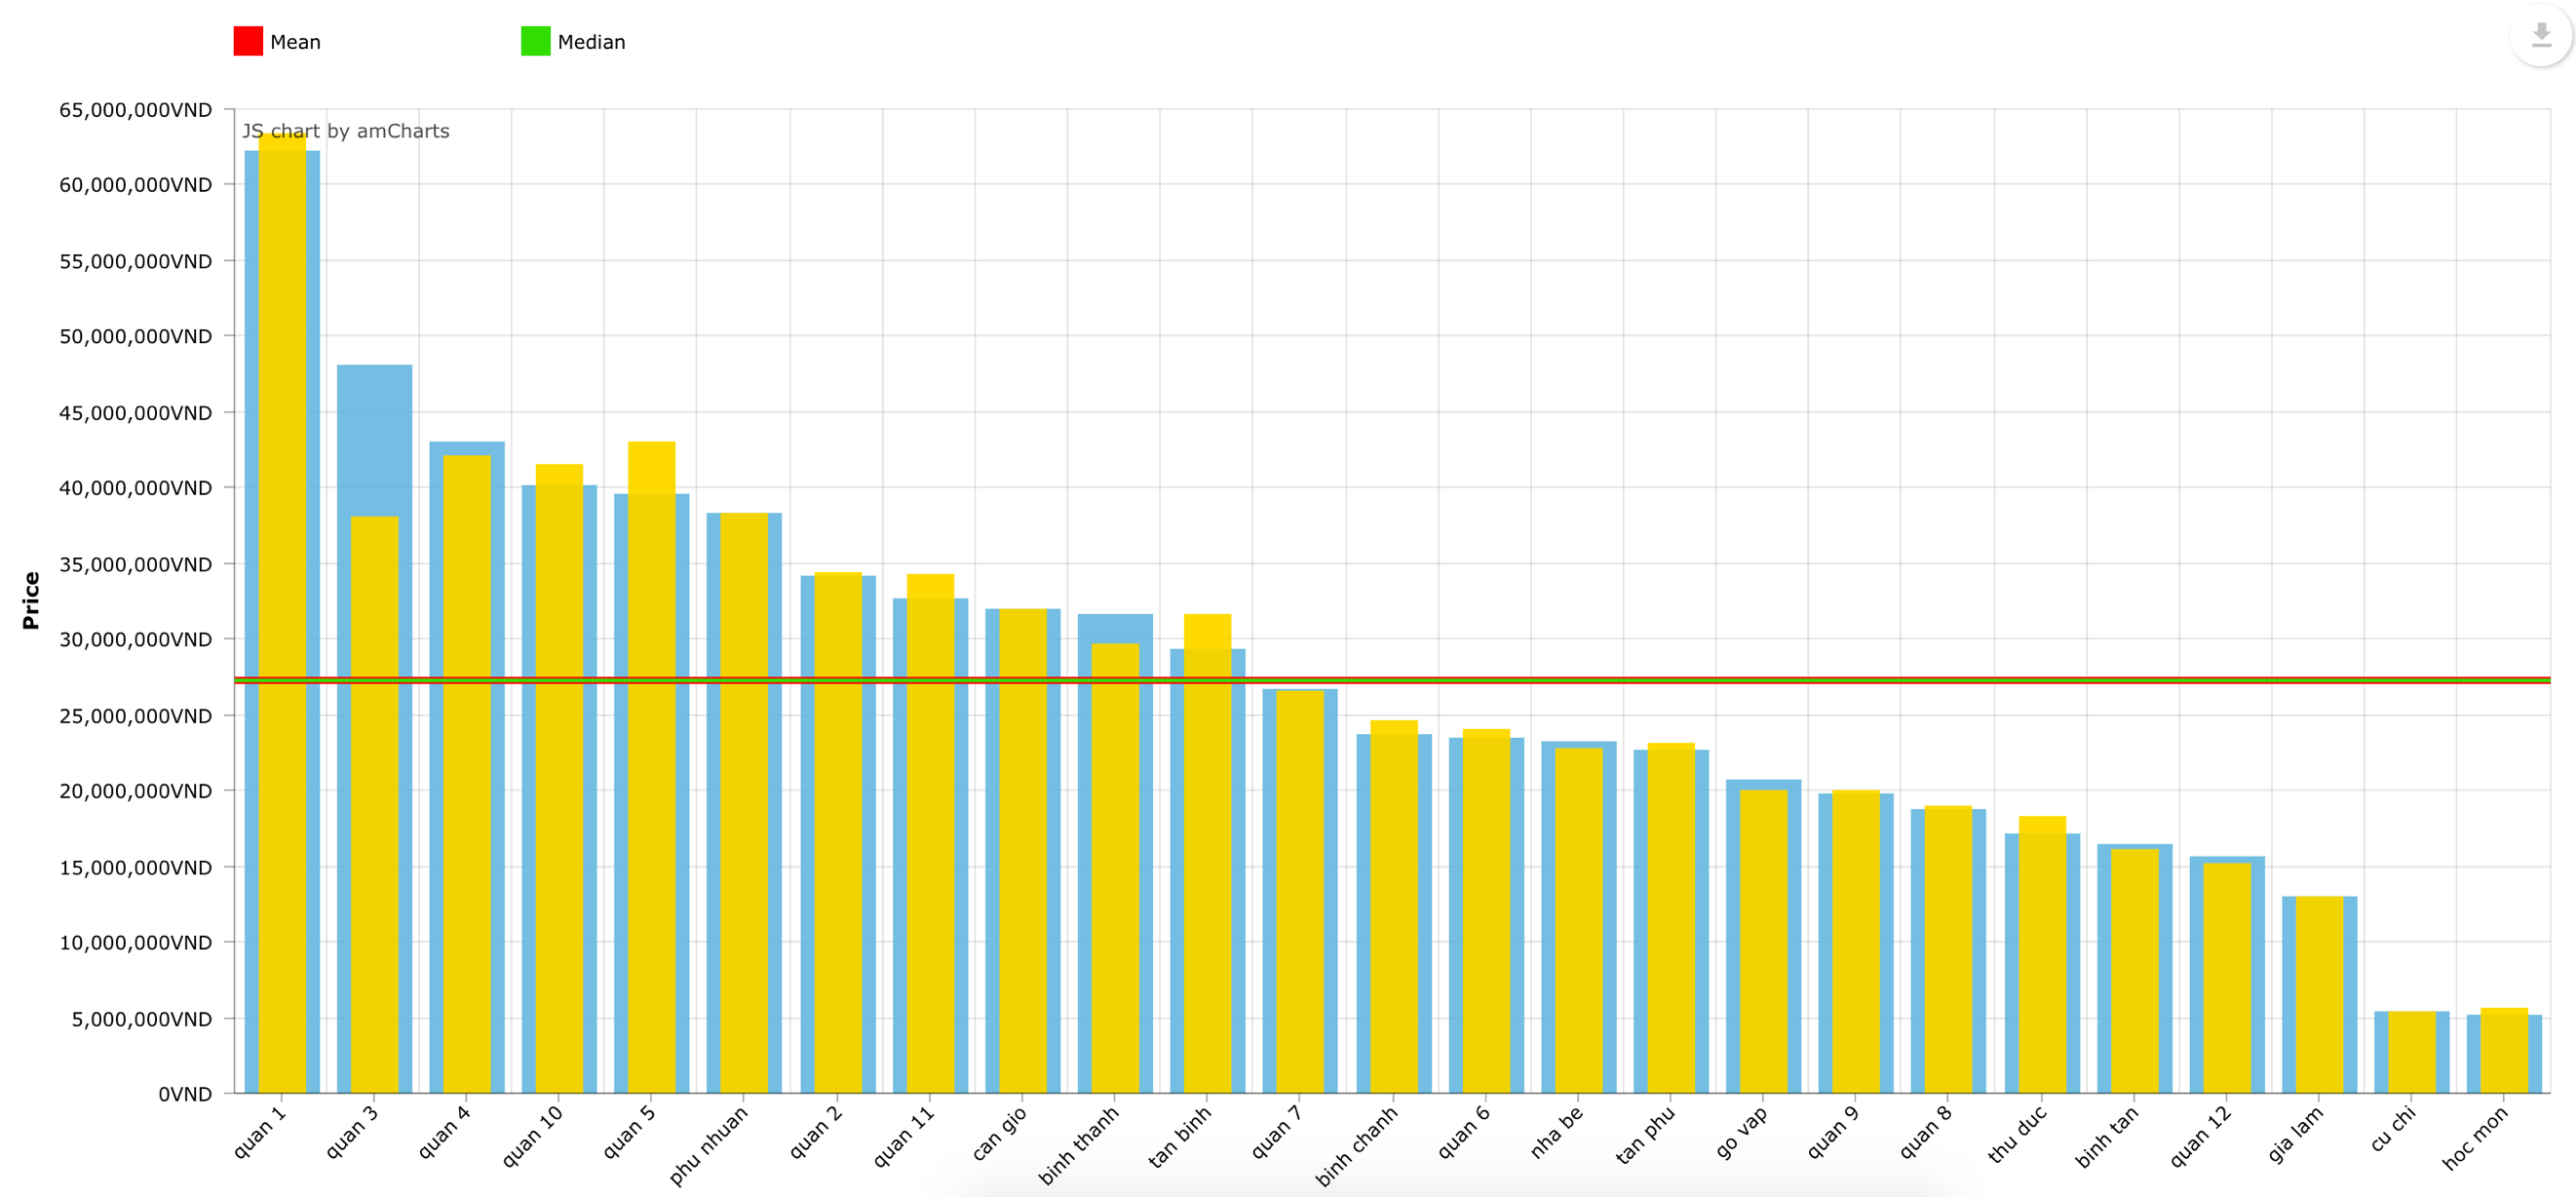 Mean
Median
JS chart by amCharts
Price
65,000,000VND
60,000,000VND
55,000,000VND
50,000,000VND
45,000,000VND
40,000,000VND
35,000,000VND
30,000,000VND
25,000,000VND
20,000,000VND
15,000,000VND
10,000,000VND
5,000,000VND
0VND
quan 1
quan 3
quan 4
quan 10
quan 5
phu nhuan
quan 2
quan 11
can gio
binh thanh
tan binh
quan 7
binh chanh
quan 6
nha be
tan phu
go vap
quan 9
quan 8
thu duc
binh tan
quan 12
gia lam
cu chi
hoc mon